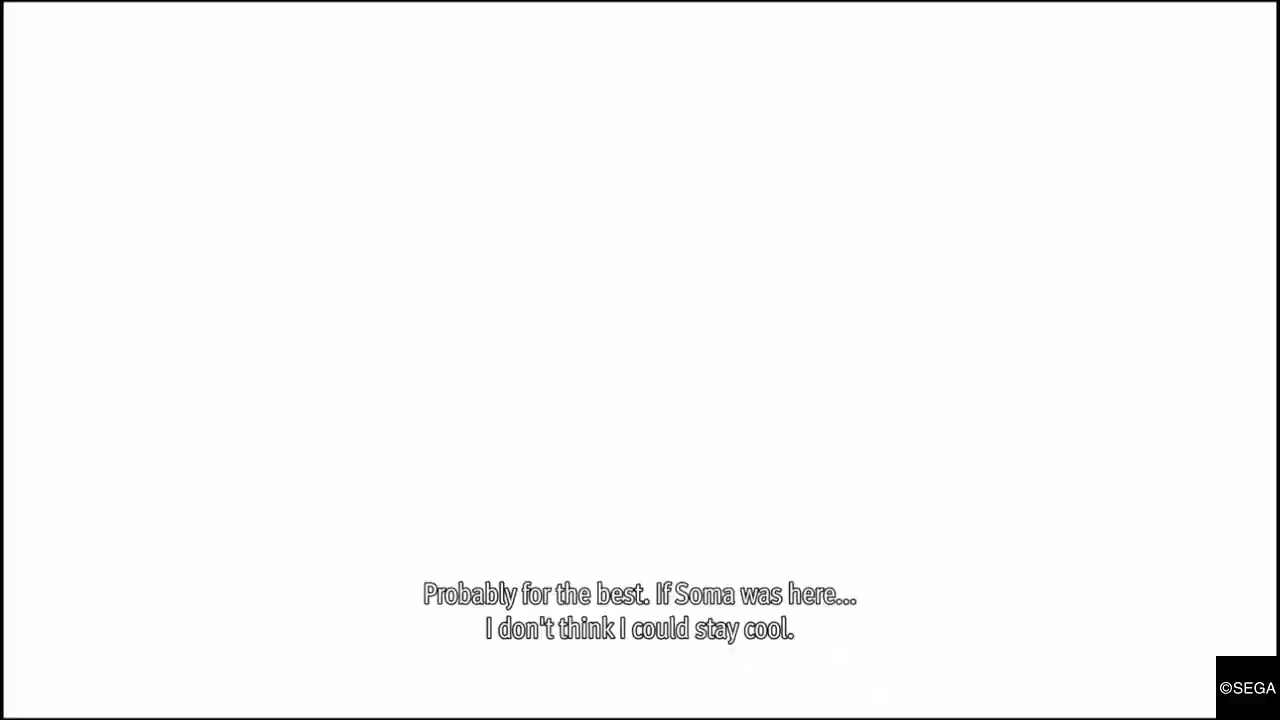 Probably for the best. If Soma was here...
I don't think I could stay cool.
©SEGA